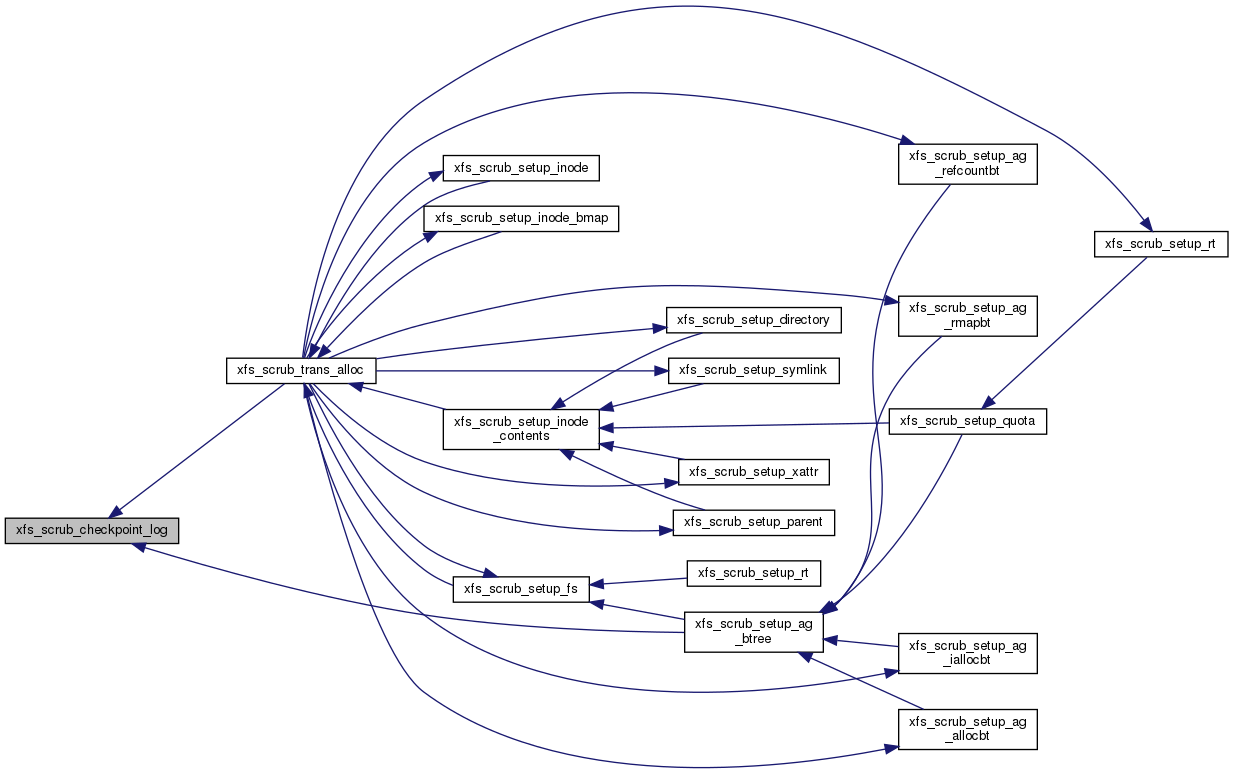 xfs_scrub_setup_ag
_refcountbt
xfs_scrub_setup_inode
xfs_scrub_setup_inode_bmap
xfs_scrub_setup_rt
xfs_scrub_setup_ag
_rmapbt
xfs_scrub_setup_directory
xfs_scrub_trans_alloc
xfs_scrub_setup_symlink
xfs_scrub_setup_inode
_contents
xfs_scrub_setup_quota
xfs_scrub_setup_xattr
xfs_scrub_setup_parent
xfs_scrub_checkpoint_log
xfs_scrub_setup_rt
xfs_scrub_setup_fs
xfs_scrub_setup_ag
_btree
xfs_scrub_setup_ag
_iallocbt
xfs_scrub_setup_ag
_allocbt